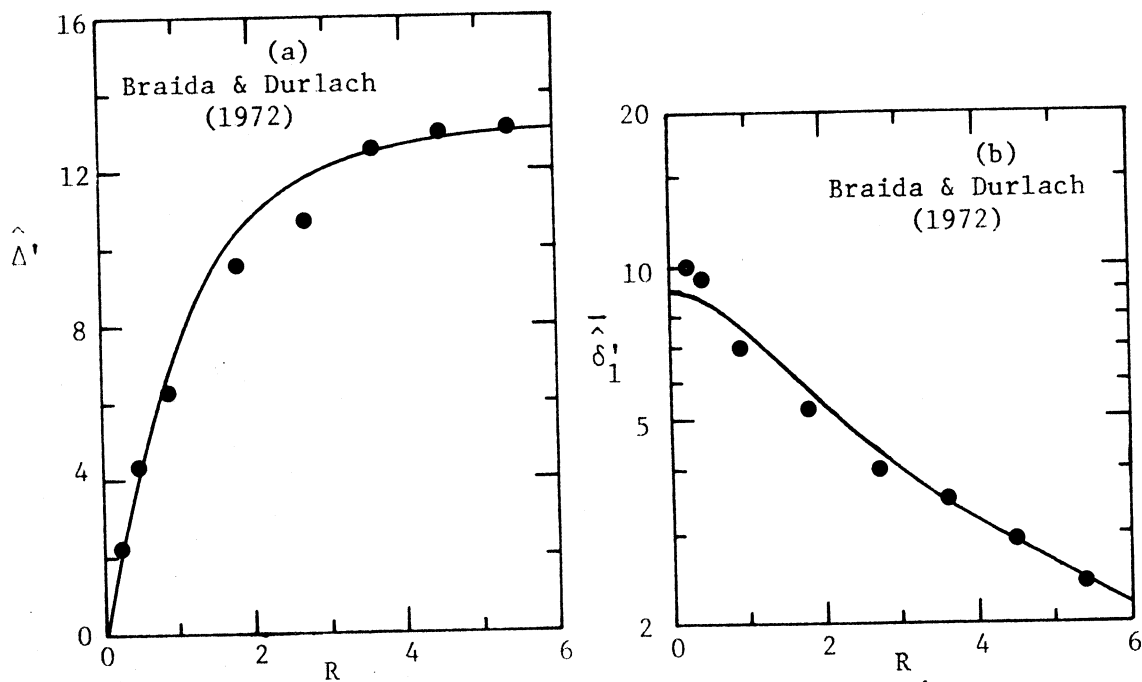 16
(a)
Braida & Durlach
(1972)
12
Δ̂'
8
4
0
0 2 4 6
R
20
(b)
Braida & Durlach
(1972)
10
δ̂̄'₁
5
2
0 2 4 6
R